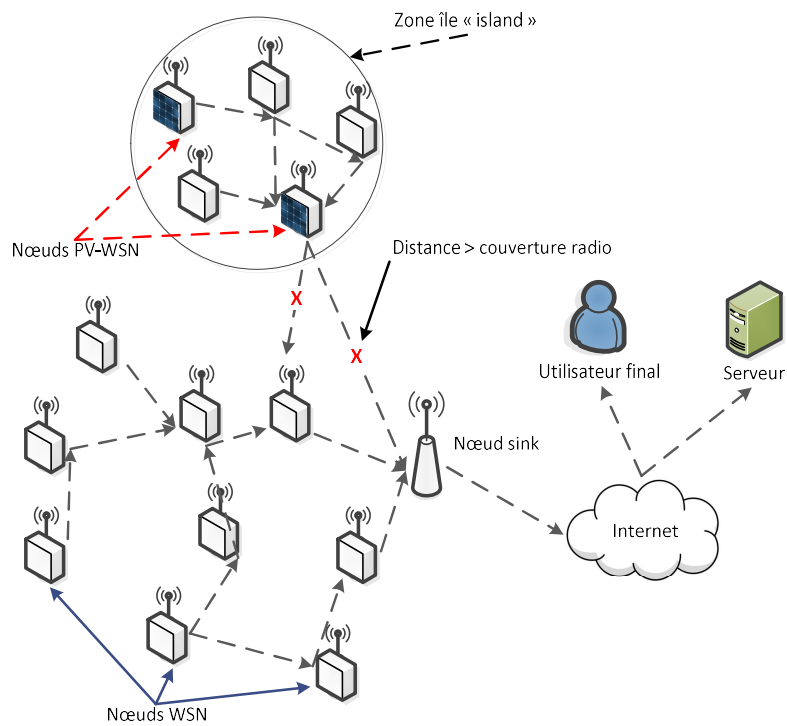 Zone île « island »
Nœuds PV-WSN
Distance > couverture radio
X
X
Utilisateur final
Serveur
Nœud sink
Internet
Nœuds WSN